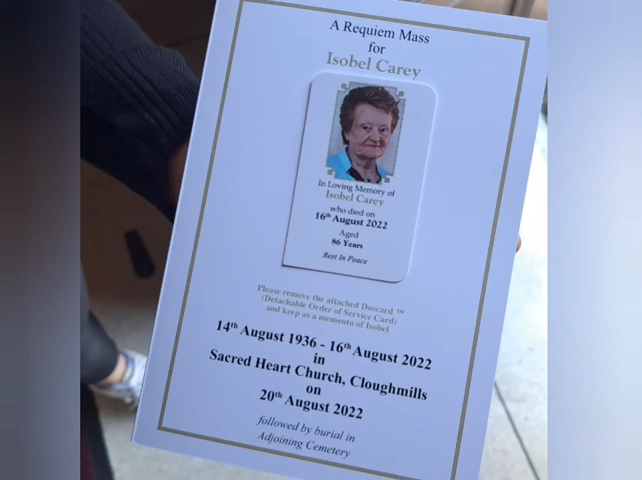 A Requiem Mass
for
Isobel Carey
In Loving Memory of
Isobel Carey
who died on
16th August 2022
Aged
86 Years
Rest In Peace
Please remove the attached Doscard ™
(Detachable Order of Service Card)
and keep as a memento of Isobel
14th August 1936 - 16th August 2022
in
Sacred Heart Church, Cloughmills
on
20th August 2022
followed by burial in
Adjoining Cemetery